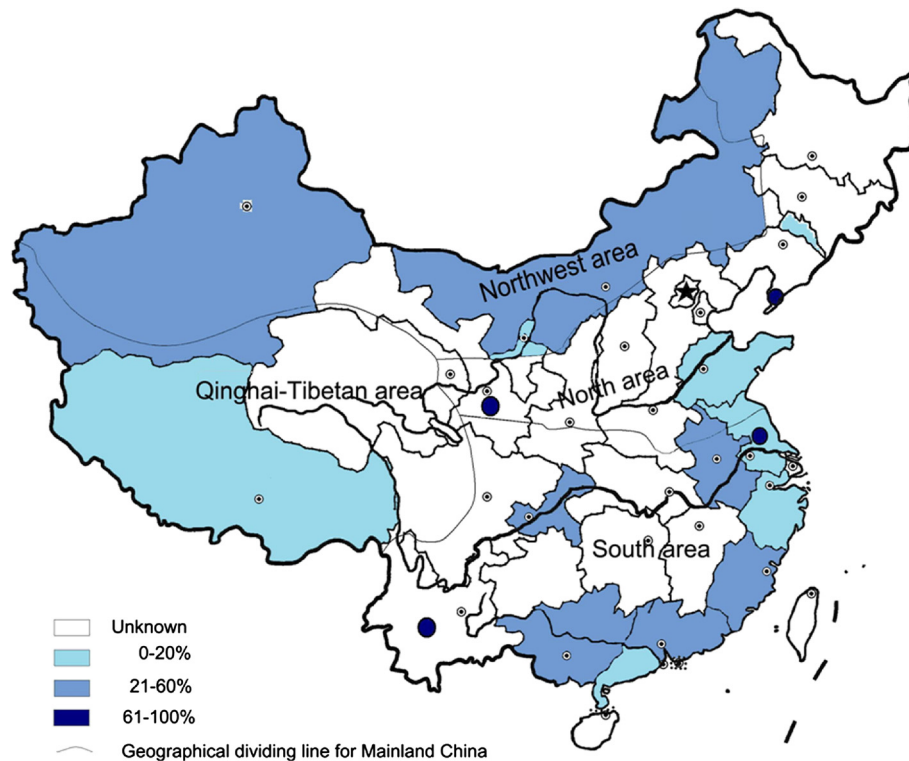 Northwest area
Qinghai-Tibetan area
North area
South area
Unknown
0-20%
21-60%
61-100%
Geographical dividing line for Mainland China